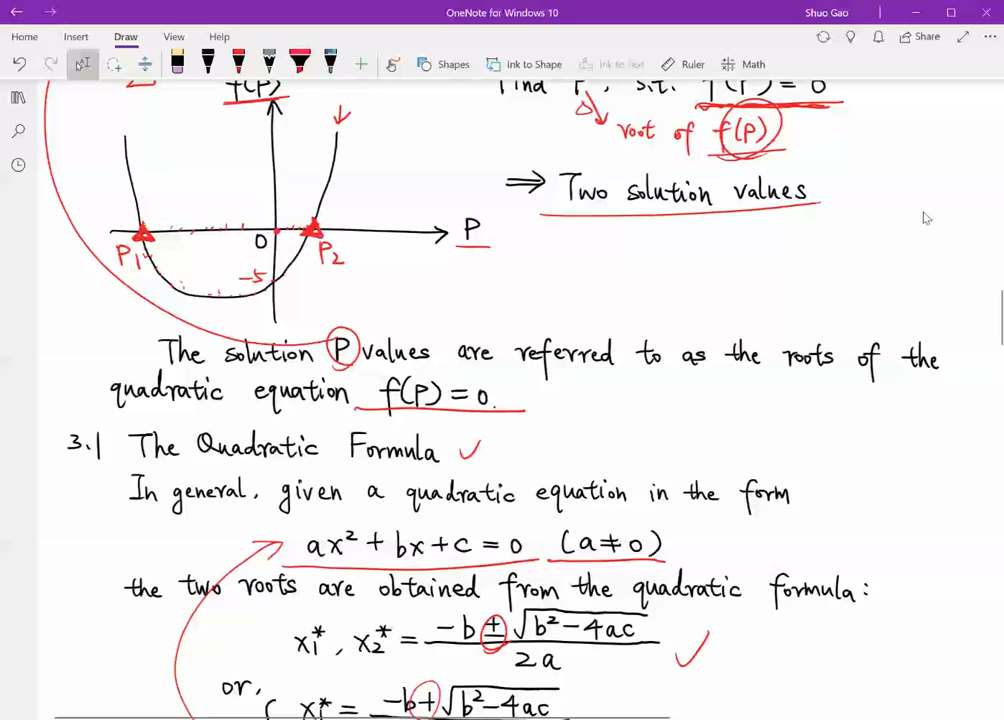 OneNote for Windows 10
Shuo Gao
Home Insert Draw View Help
Share
Shapes
Ink to Shape
Ink to Text
Ruler
Math
f(P)
Find P, s.t. f(P) = 0
root of f(P)
⇒ Two solution values
P
0
P1
P2
-5
The solution P values are referred to as the roots of the
quadratic equation f(P) = 0.
3.1 The Quadratic Formula ✓
In general, given a quadratic equation in the form
ax² + bx + c = 0 (a ≠ 0)
the two roots are obtained from the quadratic formula:
x₁*, x₂* = (-b ± √(b² - 4ac)) / 2a ✓
or,
{ x₁* = -b + √(b² - 4ac)